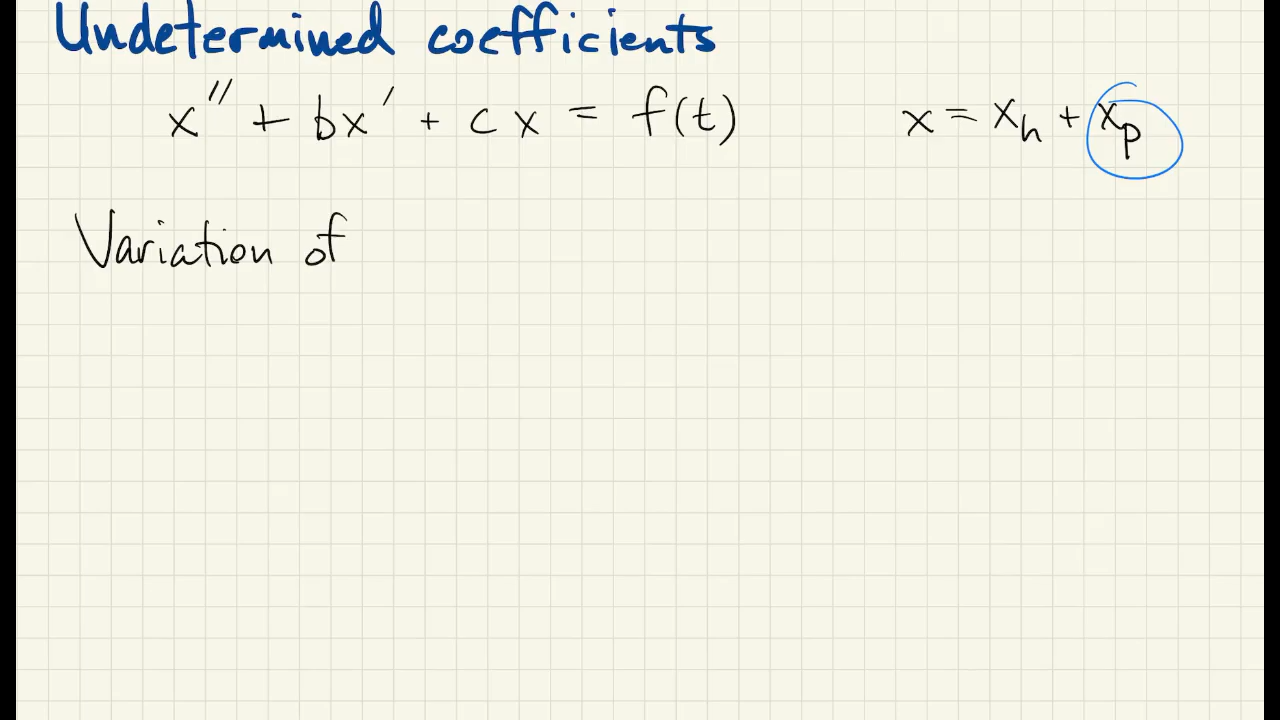 Undetermined coefficients
x'' + bx' + cx = f(t) x = x_h + x_p
Variation of